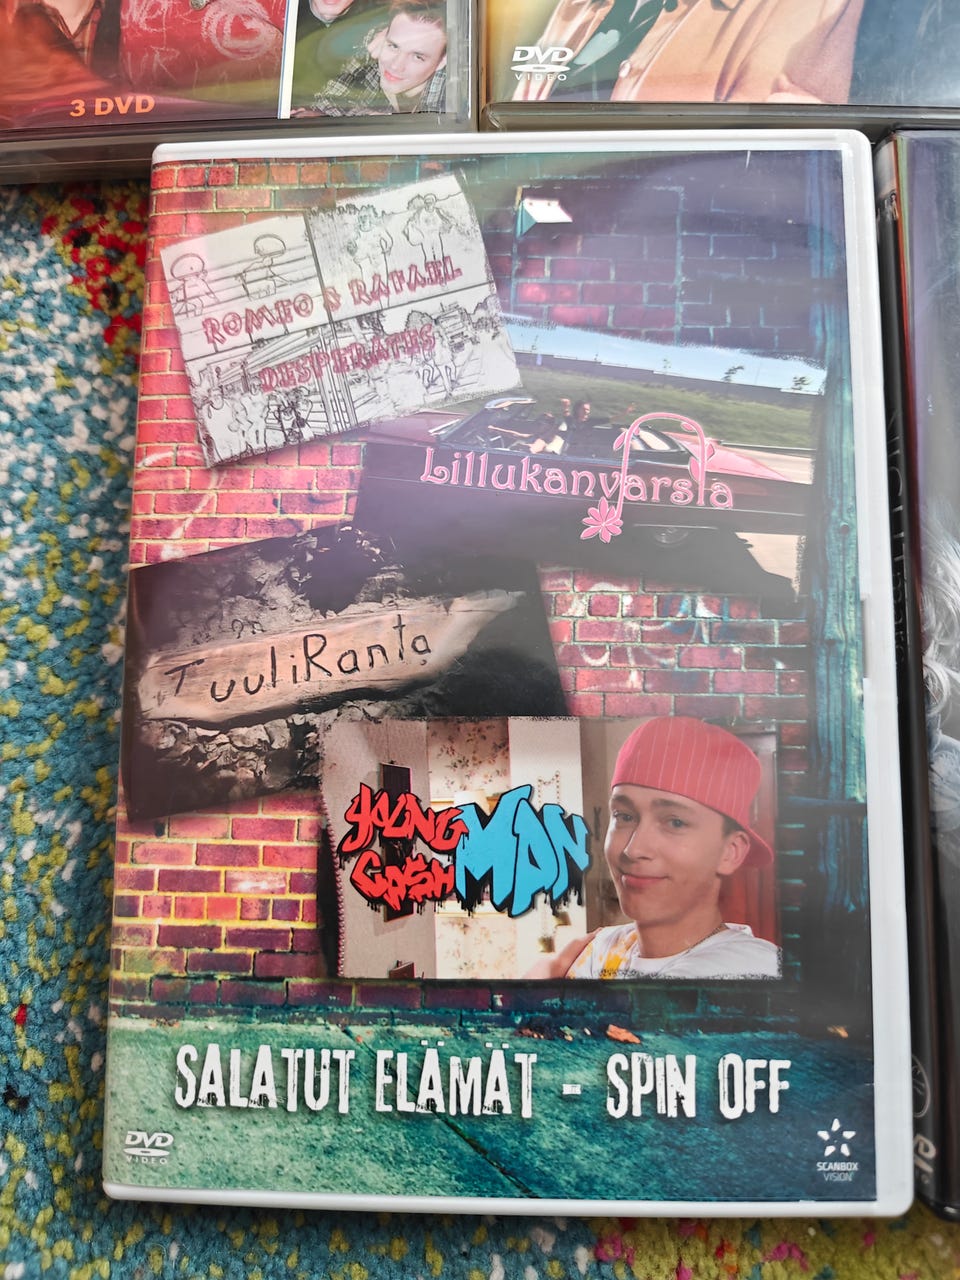 3 DVD
DVD
VIDEO
ROMEO & RAFAEL
DESPERATES
Lillukanvarsia
TuuliRanta
YOUNG
CA$H
MAN
SALATUT ELÄMÄT - SPIN OFF
DVD
VIDEO
SCANBOX
VISION